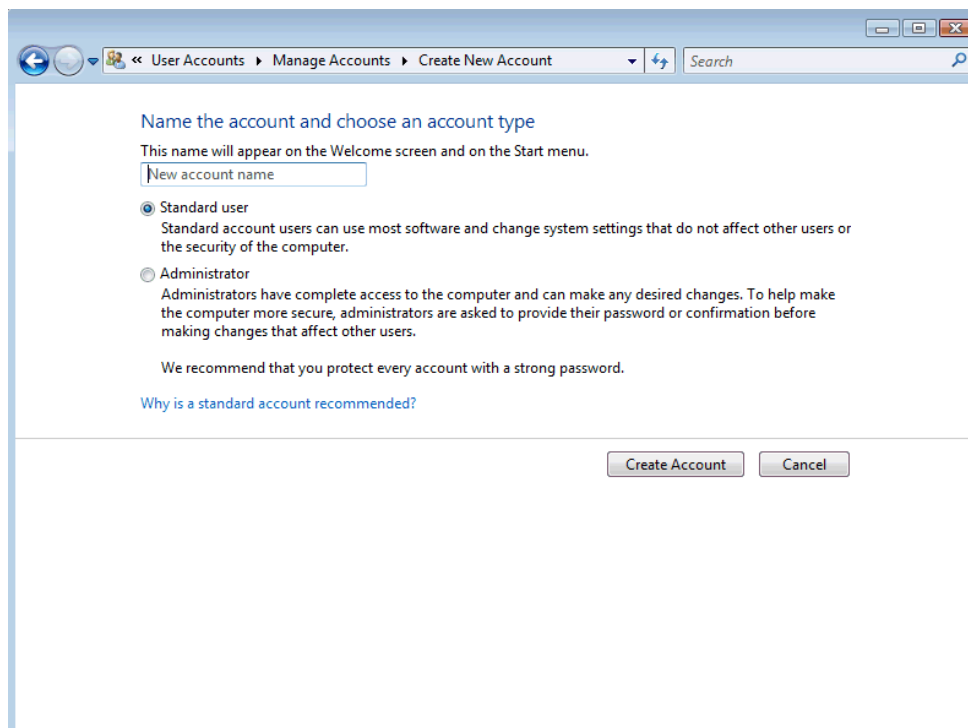 « User Accounts ▸ Manage Accounts ▸ Create New Account
Search
Name the account and choose an account type
This name will appear on the Welcome screen and on the Start menu.
New account name
Standard user
Standard account users can use most software and change system settings that do not affect other users or
the security of the computer.
Administrator
Administrators have complete access to the computer and can make any desired changes. To help make
the computer more secure, administrators are asked to provide their password or confirmation before
making changes that affect other users.
We recommend that you protect every account with a strong password.
Why is a standard account recommended?
Create Account
Cancel